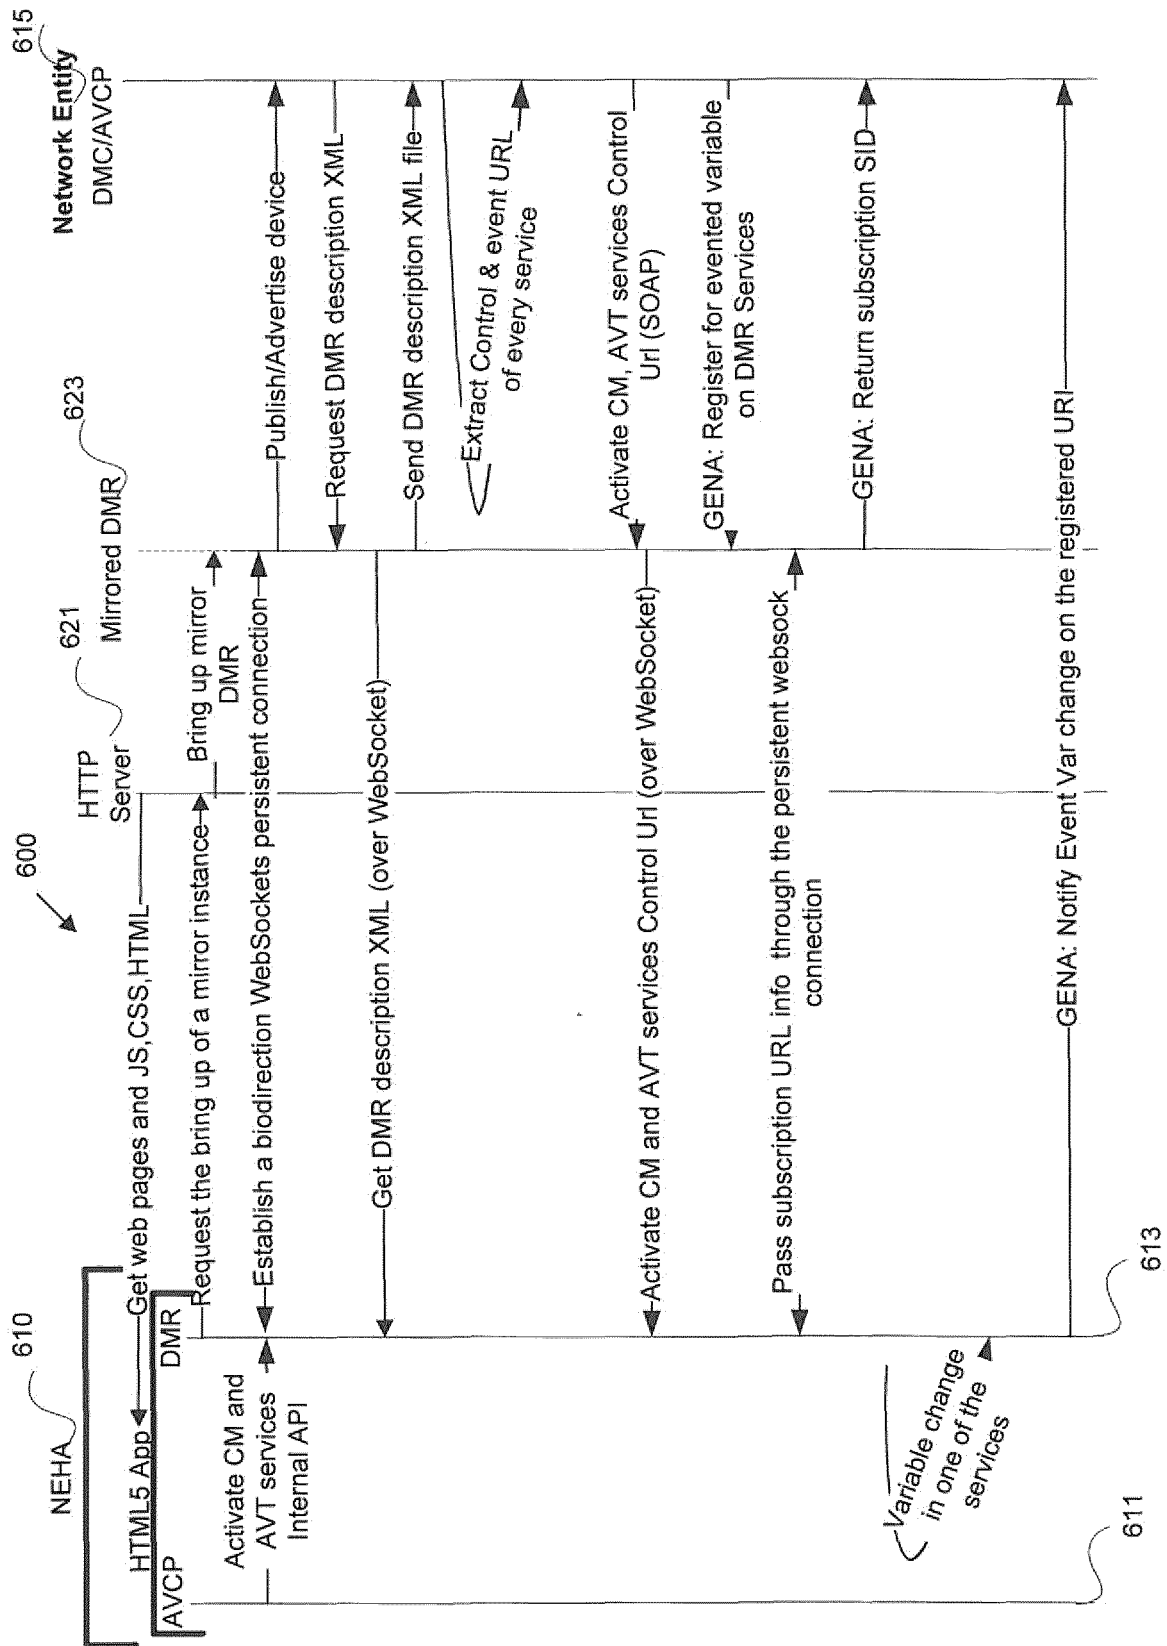 600
NEHA
610
HTML5 App
AVCP
DMR
HTTP
Server
621
Mirrored DMR
623
Network Entity
DMC/AVCP
615
Get web pages and JS,CSS,HTML
Request the bring up of a mirror instance
Bring up mirror
DMR
Activate CM and
AVT services
Internal API
Establish a biodirection WebSockets persistent connection
Publish/Advertise device
Request DMR description XML
Get DMR description XML (over WebSocket)
Send DMR description XML file
Extract Control & event URL
of every service
Activate CM, AVT services Control
Url (SOAP)
Activate CM and AVT services Control Url (over WebSocket)
GENA: Register for evented variable
on DMR Services
Pass subscription URL info through the persistent websock
connection
GENA: Return subscription SID
Variable change
in one of the
services
GENA: Notify Event Var change on the registered URI
611
613